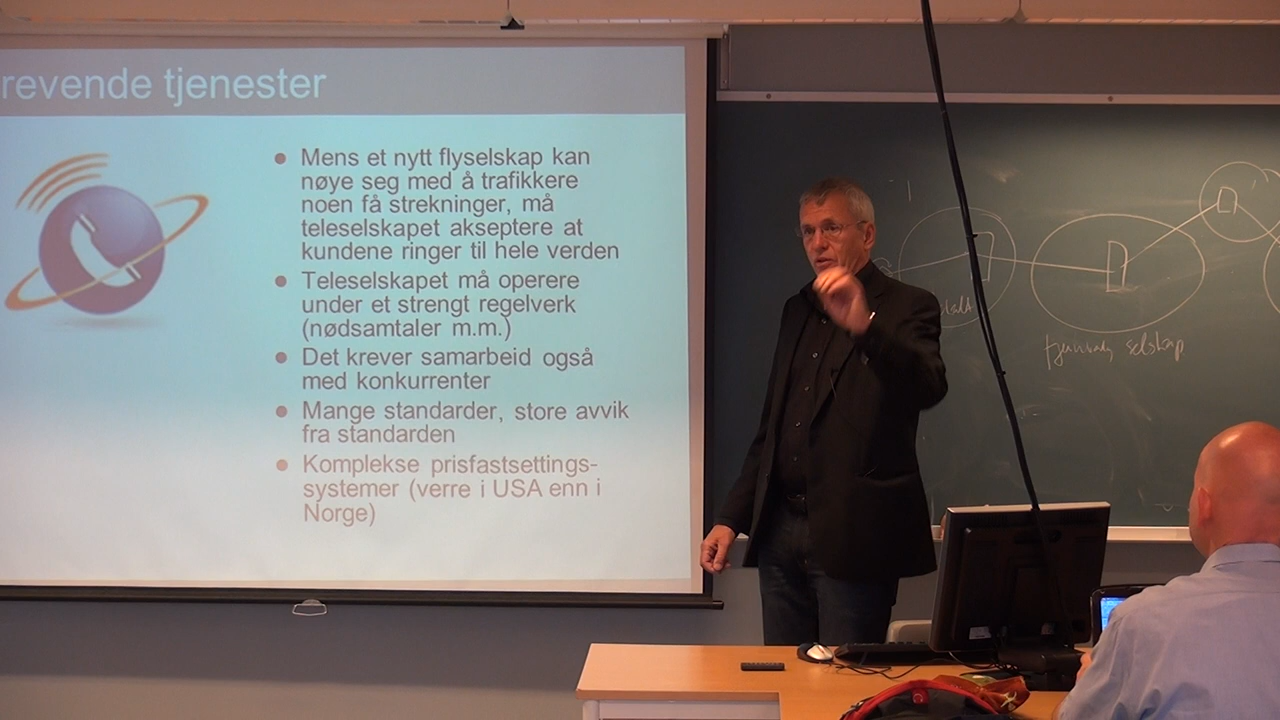 revende tjenester
● Mens et nytt flyselskap kan
nøye seg med å trafikkere
noen få strekninger, må
teleselskapet akseptere at
kundene ringer til hele verden
● Teleselskapet må operere
under et strengt regelverk
(nødsamtaler m.m.)
● Det krever samarbeid også
med konkurrenter
● Mange standarder, store avvik
fra standarden
● Komplekse prisfastsettings-
systemer (verre i USA enn i
Norge)
selskap